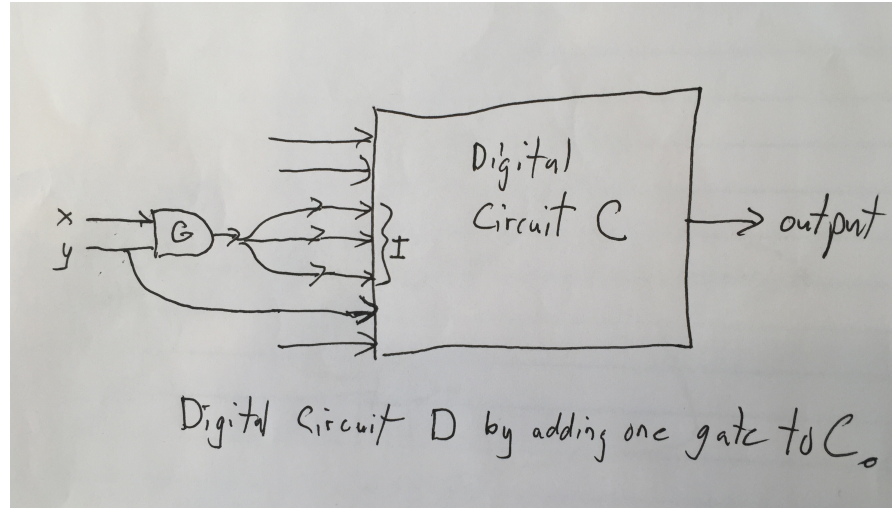 Digital
Circuit C
output
x
y
G
I
Digital Circuit D by adding one gate to C.